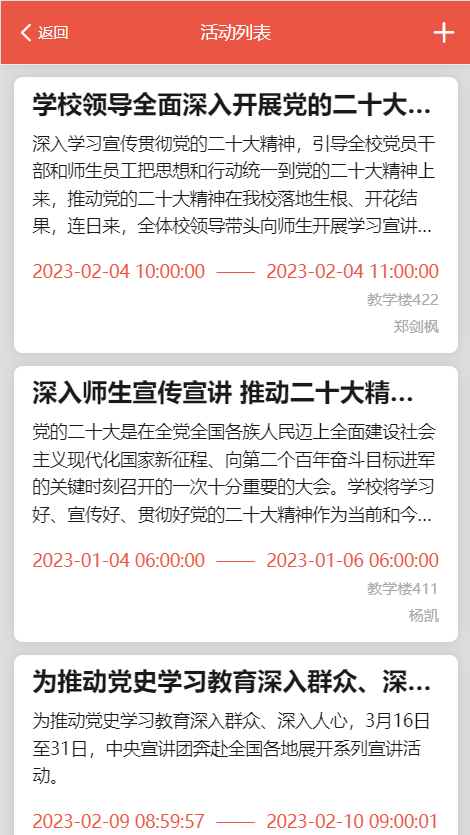 返回 活动列表
学校领导全面深入开展党的二十大...
深入学习宣传贯彻党的二十大精神，引导全校党员干
部和师生员工把思想和行动统一到党的二十大精神上
来，推动党的二十大精神在我校落地生根、开花结
果，连日来，全体校领导带头向师生开展学习宣讲...
2023-02-04 10:00:00 —— 2023-02-04 11:00:00
教学楼422
郑剑枫
深入师生宣传宣讲 推动二十大精...
党的二十大是在全党全国各族人民迈上全面建设社会
主义现代化国家新征程、向第二个百年奋斗目标进军
的关键时刻召开的一次十分重要的大会。学校将学习
好、宣传好、贯彻好党的二十大精神作为当前和今...
2023-01-04 06:00:00 —— 2023-01-06 06:00:00
教学楼411
杨凯
为推动党史学习教育深入群众、深...
为推动党史学习教育深入群众、深入人心，3月16日
至31日，中央宣讲团奔赴全国各地展开系列宣讲活
动。
2023-02-09 08:59:57 —— 2023-02-10 09:00:01